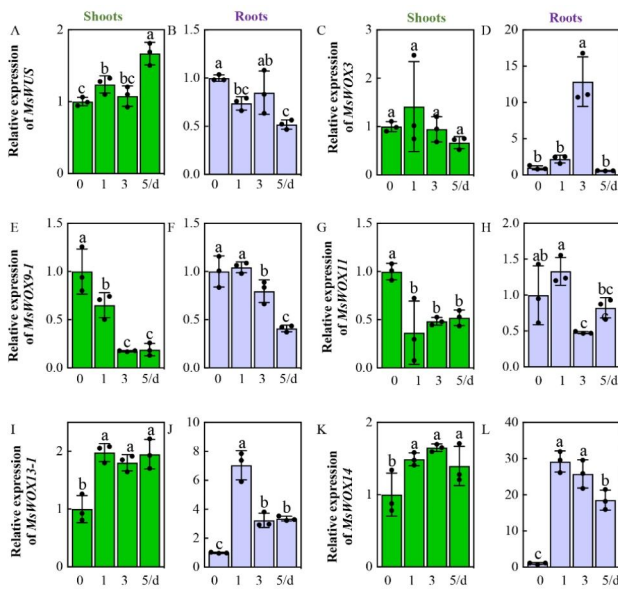 Shoots Roots Shoots Roots
A B C D
Relative expression of MsWUS
2 1 0
c b bc a
0 1 3 5/d
1.5 1.0 0.5 0.0
a bc ab c
0 1 3 5/d
Relative expression of MsWOX3
3 2 1 0
a a a a
0 1 3 5/d
20 15 10 5 0
b b a b
0 1 3 5/d
E F G H
Relative expression of MsWOX9-1
1.5 1.0 0.5 0.0
a b c c
0 1 3 5/d
1.5 1.0 0.5 0.0
a a b c
0 1 3 5/d
Relative expression of MsWOX11
1.5 1.0 0.5 0.0
a b b b
0 1 3 5/d
2.0 1.5 1.0 0.5 0.0
ab a c bc c
0 1 3 5/d
I J K L
Relative expression of MsWOX13-1
2 1 0
b a a a
0 1 3 5/d
8 6 4 2 0
c a b b
0 1 3 5/d
Relative expression of MsWOX14
2 1 0
b a a a
0 1 3 5/d
40 30 20 10 0
c a a b
0 1 3 5/d